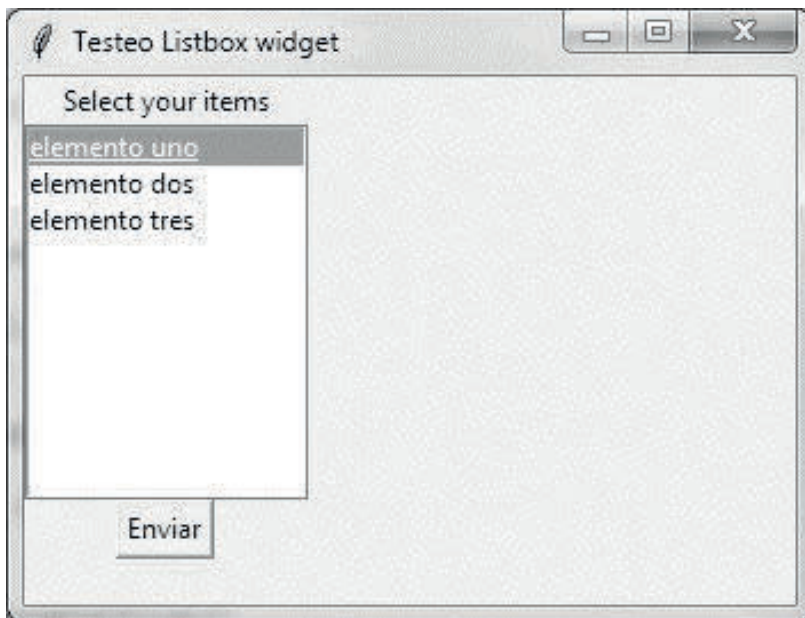 Testeo Listbox widget
Select your items
elemento uno
elemento dos
elemento tres
Enviar